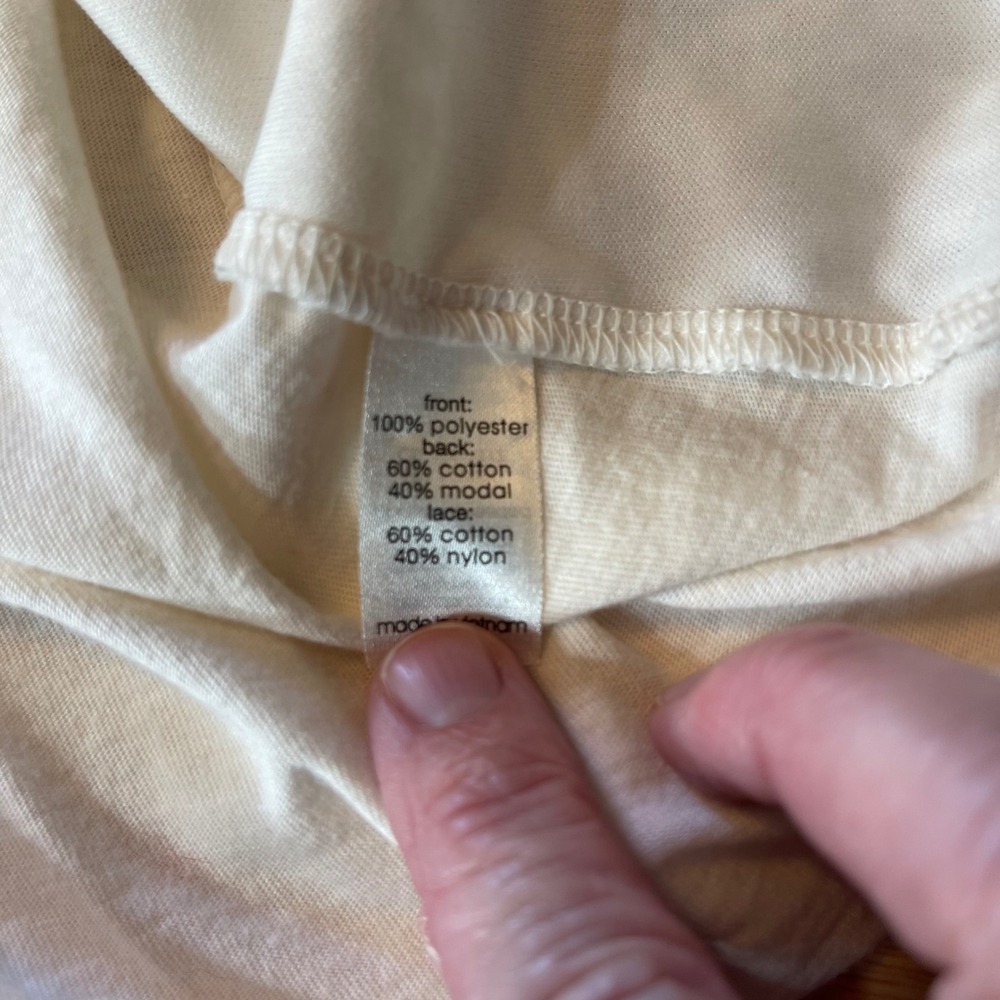 front:
100% polyester
back:
60% cotton
40% modal
lace:
60% cotton
40% nylon
made